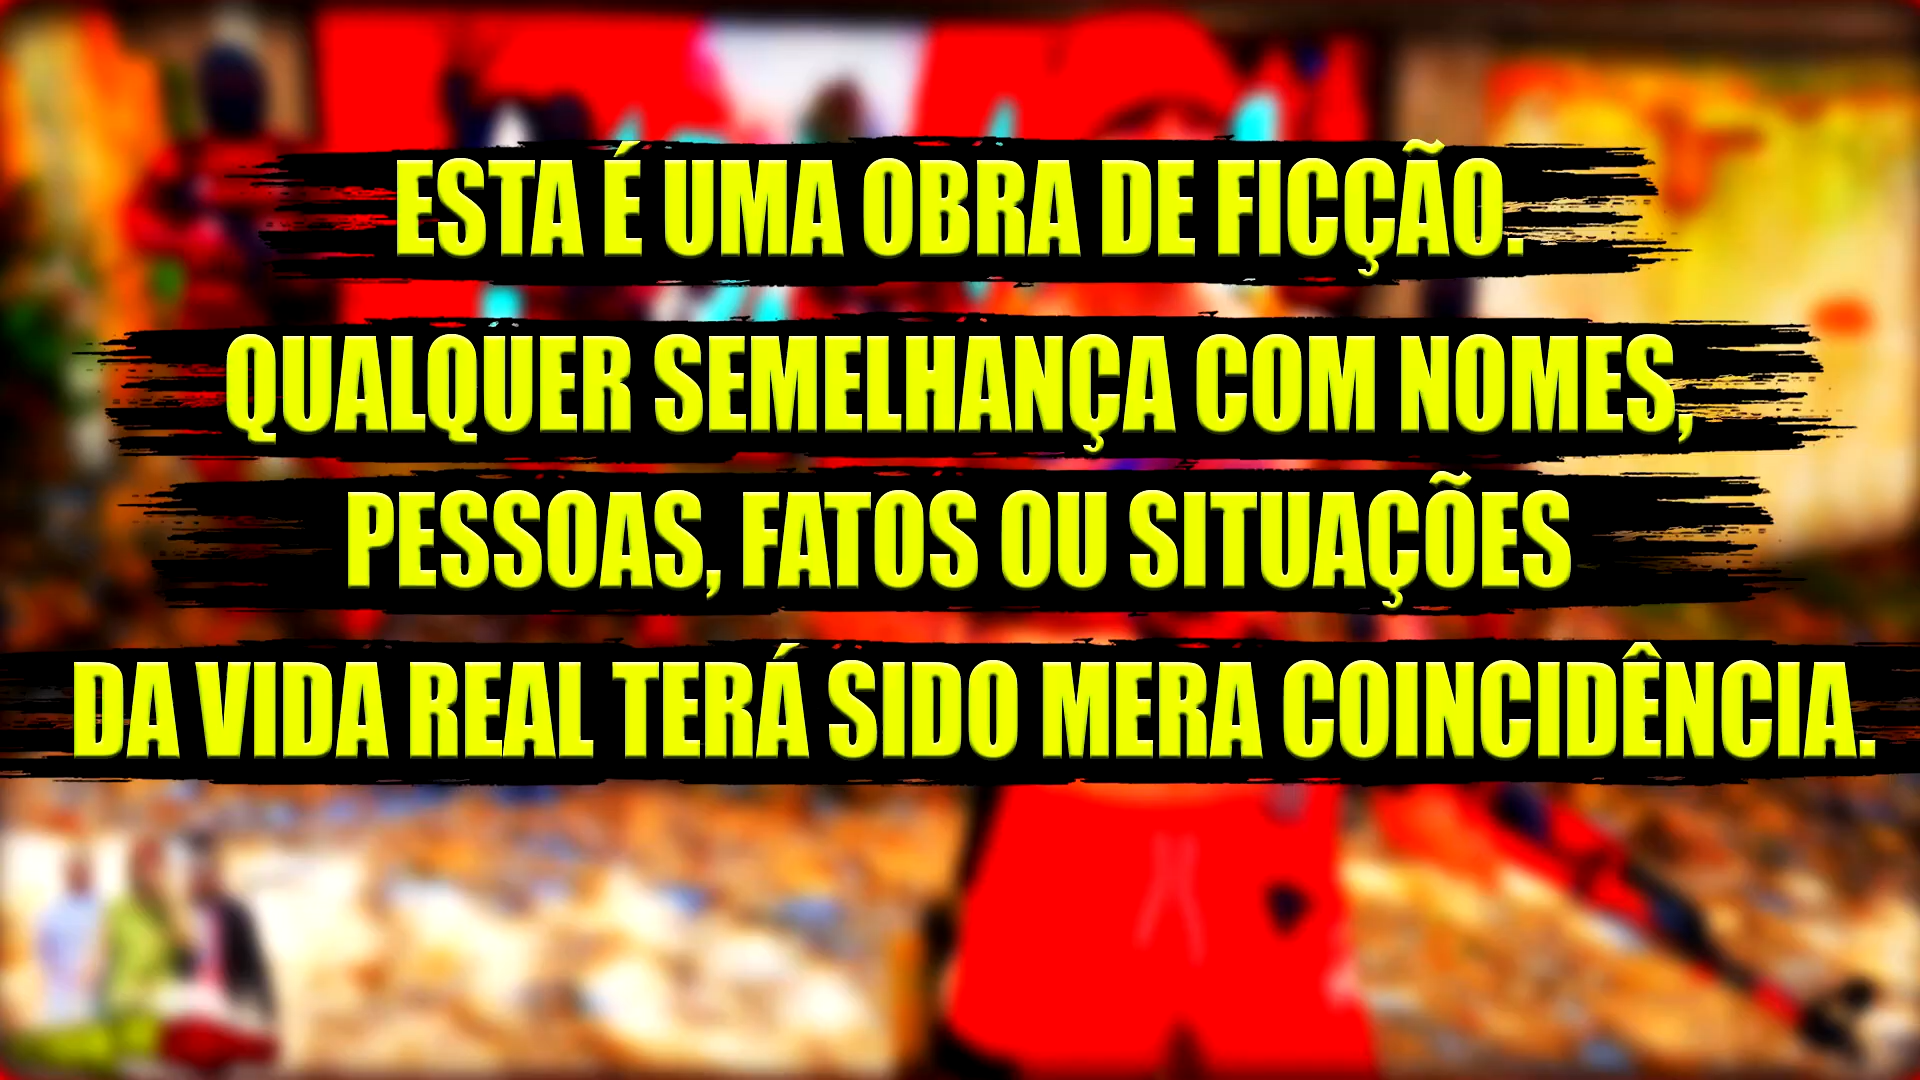 ESTA É UMA OBRA DE FICÇÃO.
QUALQUER SEMELHANÇA COM NOMES,
PESSOAS, FATOS OU SITUAÇÕES
DA VIDA REAL TERÁ SIDO MERA COINCIDÊNCIA.